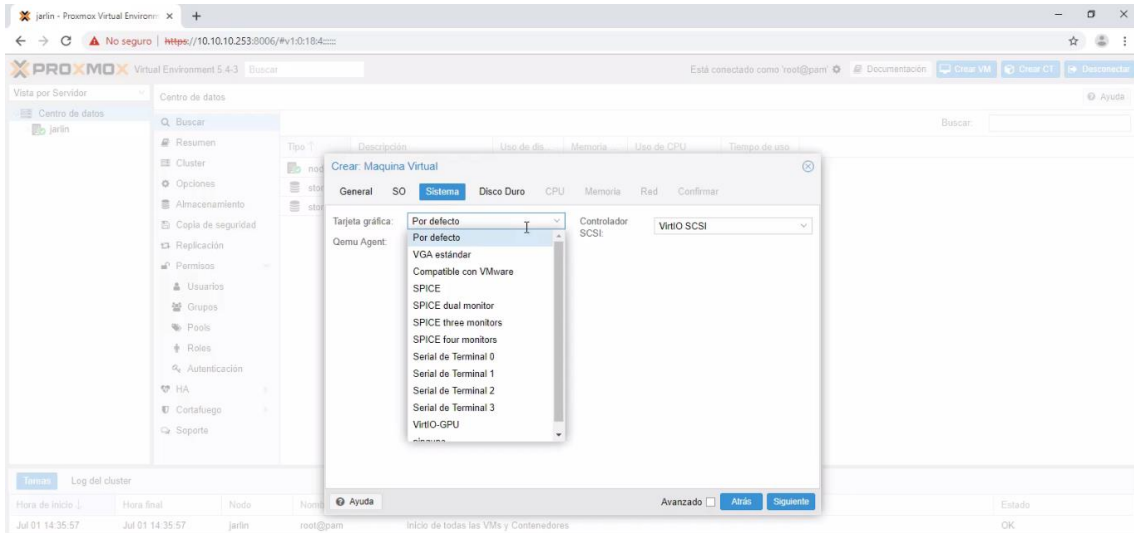 jarlin - Proxmox Virtual Environm
No seguro https://10.10.10.253:8006/#v1:0:18:4::::::
PROXMOX Virtual Environment 5.4-3 Buscar Está conectado como 'root@pam' Documentación Crear VM Crear CT Desconectar
Vista por Servidor
Centro de datos
jarlin
Centro de datos Ayuda
Buscar
Resumen
Cluster
Opciones
Almacenamiento
Copia de seguridad
Replicación
Permisos
Usuarios
Grupos
Pools
Roles
Autenticación
HA
Cortafuego
Soporte
Buscar:
Tipo Descripción Uso de dis... Memoria Uso de CPU Tiempo de uso
nod
stor
stor
Crear: Maquina Virtual
General SO Sistema Disco Duro CPU Memoria Red Confirmar
Tarjeta gráfica: Por defecto
Qemu Agent:
Controlador SCSI: VirtIO SCSI
Por defecto
VGA estándar
Compatible con VMware
SPICE
SPICE dual monitor
SPICE three monitors
SPICE four monitors
Serial de Terminal 0
Serial de Terminal 1
Serial de Terminal 2
Serial de Terminal 3
VirtIO-GPU
Ayuda Avanzado Atrás Siguiente
Tareas Log del cluster
Hora de Inicio Hora final Nodo Estado
Jul 01 14:35:57 Jul 01 14:35:57 jarlin root@pam Inicio de todas las VMs y Contenedores OK